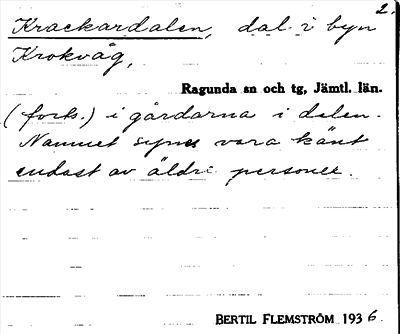 2.
Krackardalen, dal i byn
Krokvåg,
Ragunda sn och tg, Jämtl. län.
(forts.) i gårdarna i dalen.
Namnet synes vara känt
endast av äldre personer.
BERTIL FLEMSTRÖM 1936.